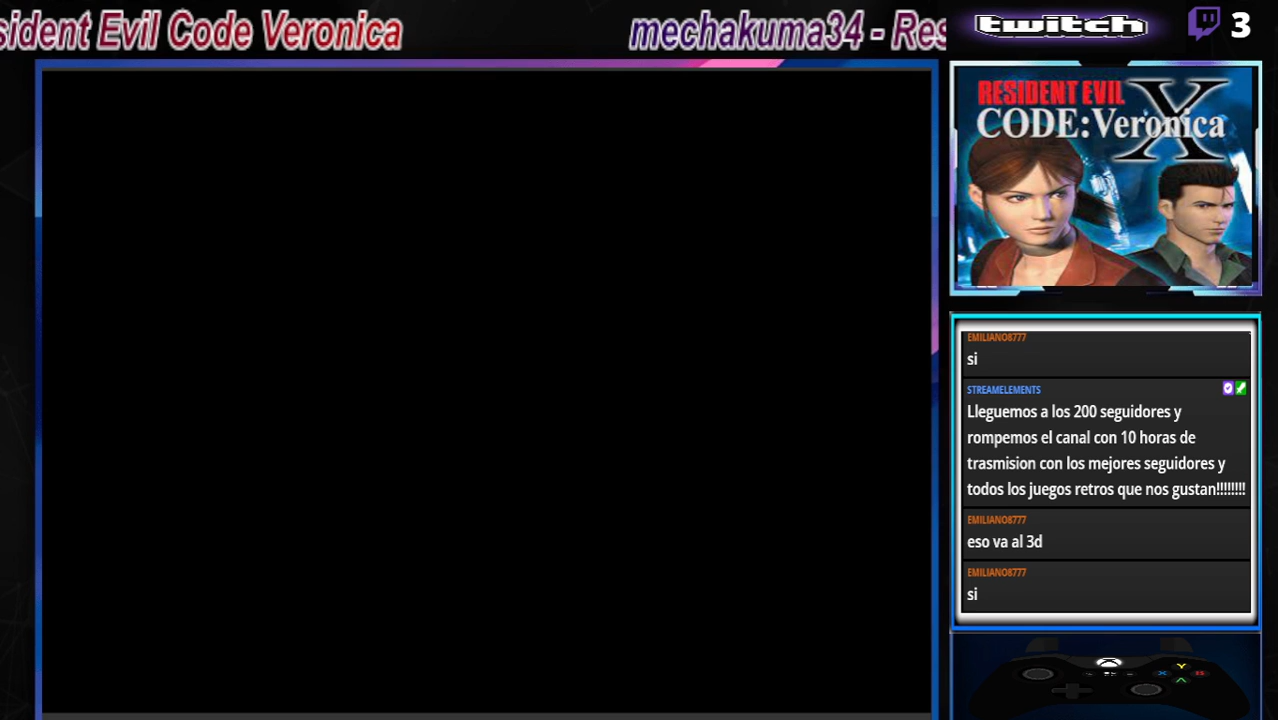 sident Evil Code Veronica
mechakuma34 - Res
twitch
3
RESIDENT EVIL
CODE:Veronica
X
EMILIANO8777
si
STREAMELEMENTS
Lleguemos a los 200 seguidores y
rompemos el canal con 10 horas de
trasmision con los mejores seguidores y
todos los juegos retros que nos gustan!!!!!!!!
EMILIANO8777
eso va al 3d
EMILIANO8777
si